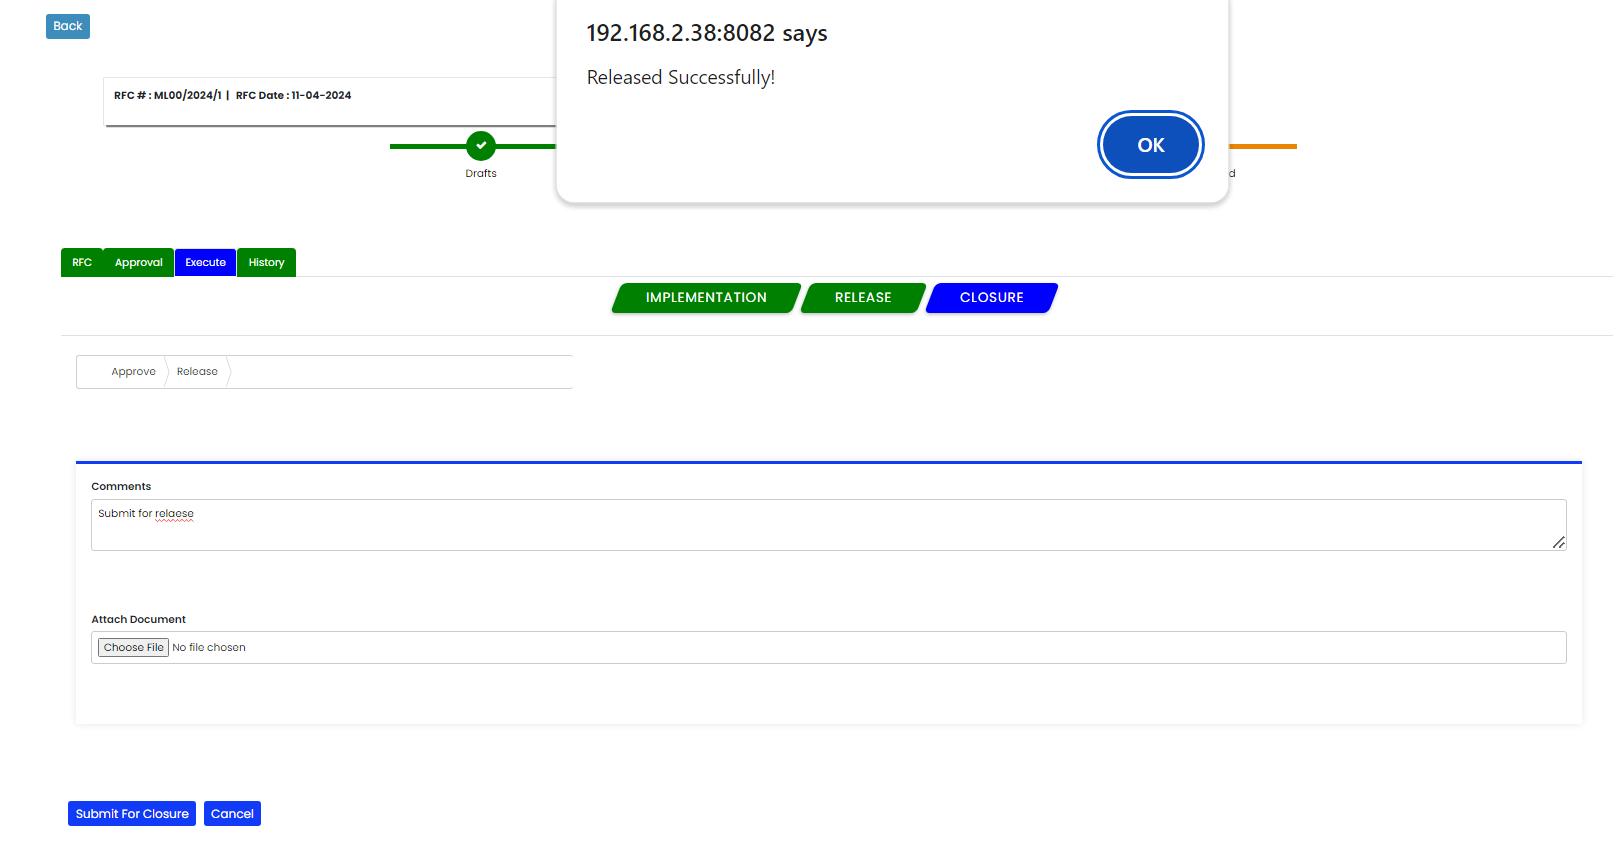 Back
192.168.2.38:8082 says
Released Successfully!
OK
RFC # : ML00/2024/1 | RFC Date : 11-04-2024
Drafts
d
RFC Approval Execute History
IMPLEMENTATION RELEASE CLOSURE
Approve Release
Comments
Submit for relaese
Attach Document
Choose File No file chosen
Submit For Closure Cancel